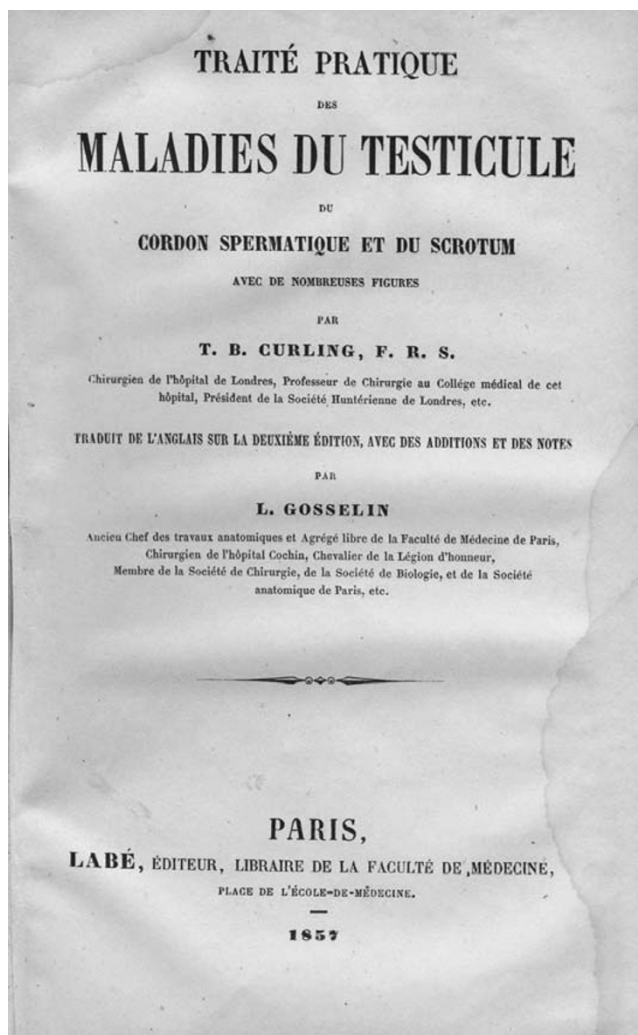 TRAITÉ PRATIQUE
DES
MALADIES DU TESTICULE
DU
CORDON SPERMATIQUE ET DU SCROTUM
AVEC DE NOMBREUSES FIGURES
PAR
T. B. CURLING, F. R. S.
Chirurgien de l'hôpital de Londres, Professeur de Chirurgie au Collége médical de cet
hôpital, Président de la Société Huntérienne de Londres, etc.
TRADUIT DE L'ANGLAIS SUR LA DEUXIÈME ÉDITION, AVEC DES ADDITIONS ET DES NOTES
PAR
L. GOSSELIN
Ancien Chef des travaux anatomiques et Agrégé libre de la Faculté de Médecine de Paris,
Chirurgien de l'hôpital Cochin, Chevalier de la Légion d'honneur,
Membre de la Société de Chirurgie, de la Société de Biologie, et de la Société
anatomique de Paris, etc.
PARIS,
LABÉ, ÉDITEUR, LIBRAIRE DE LA FACULTÉ DE MÉDECINE,
PLACE DE L'ÉCOLE-DE-MÉDECINE.
1857